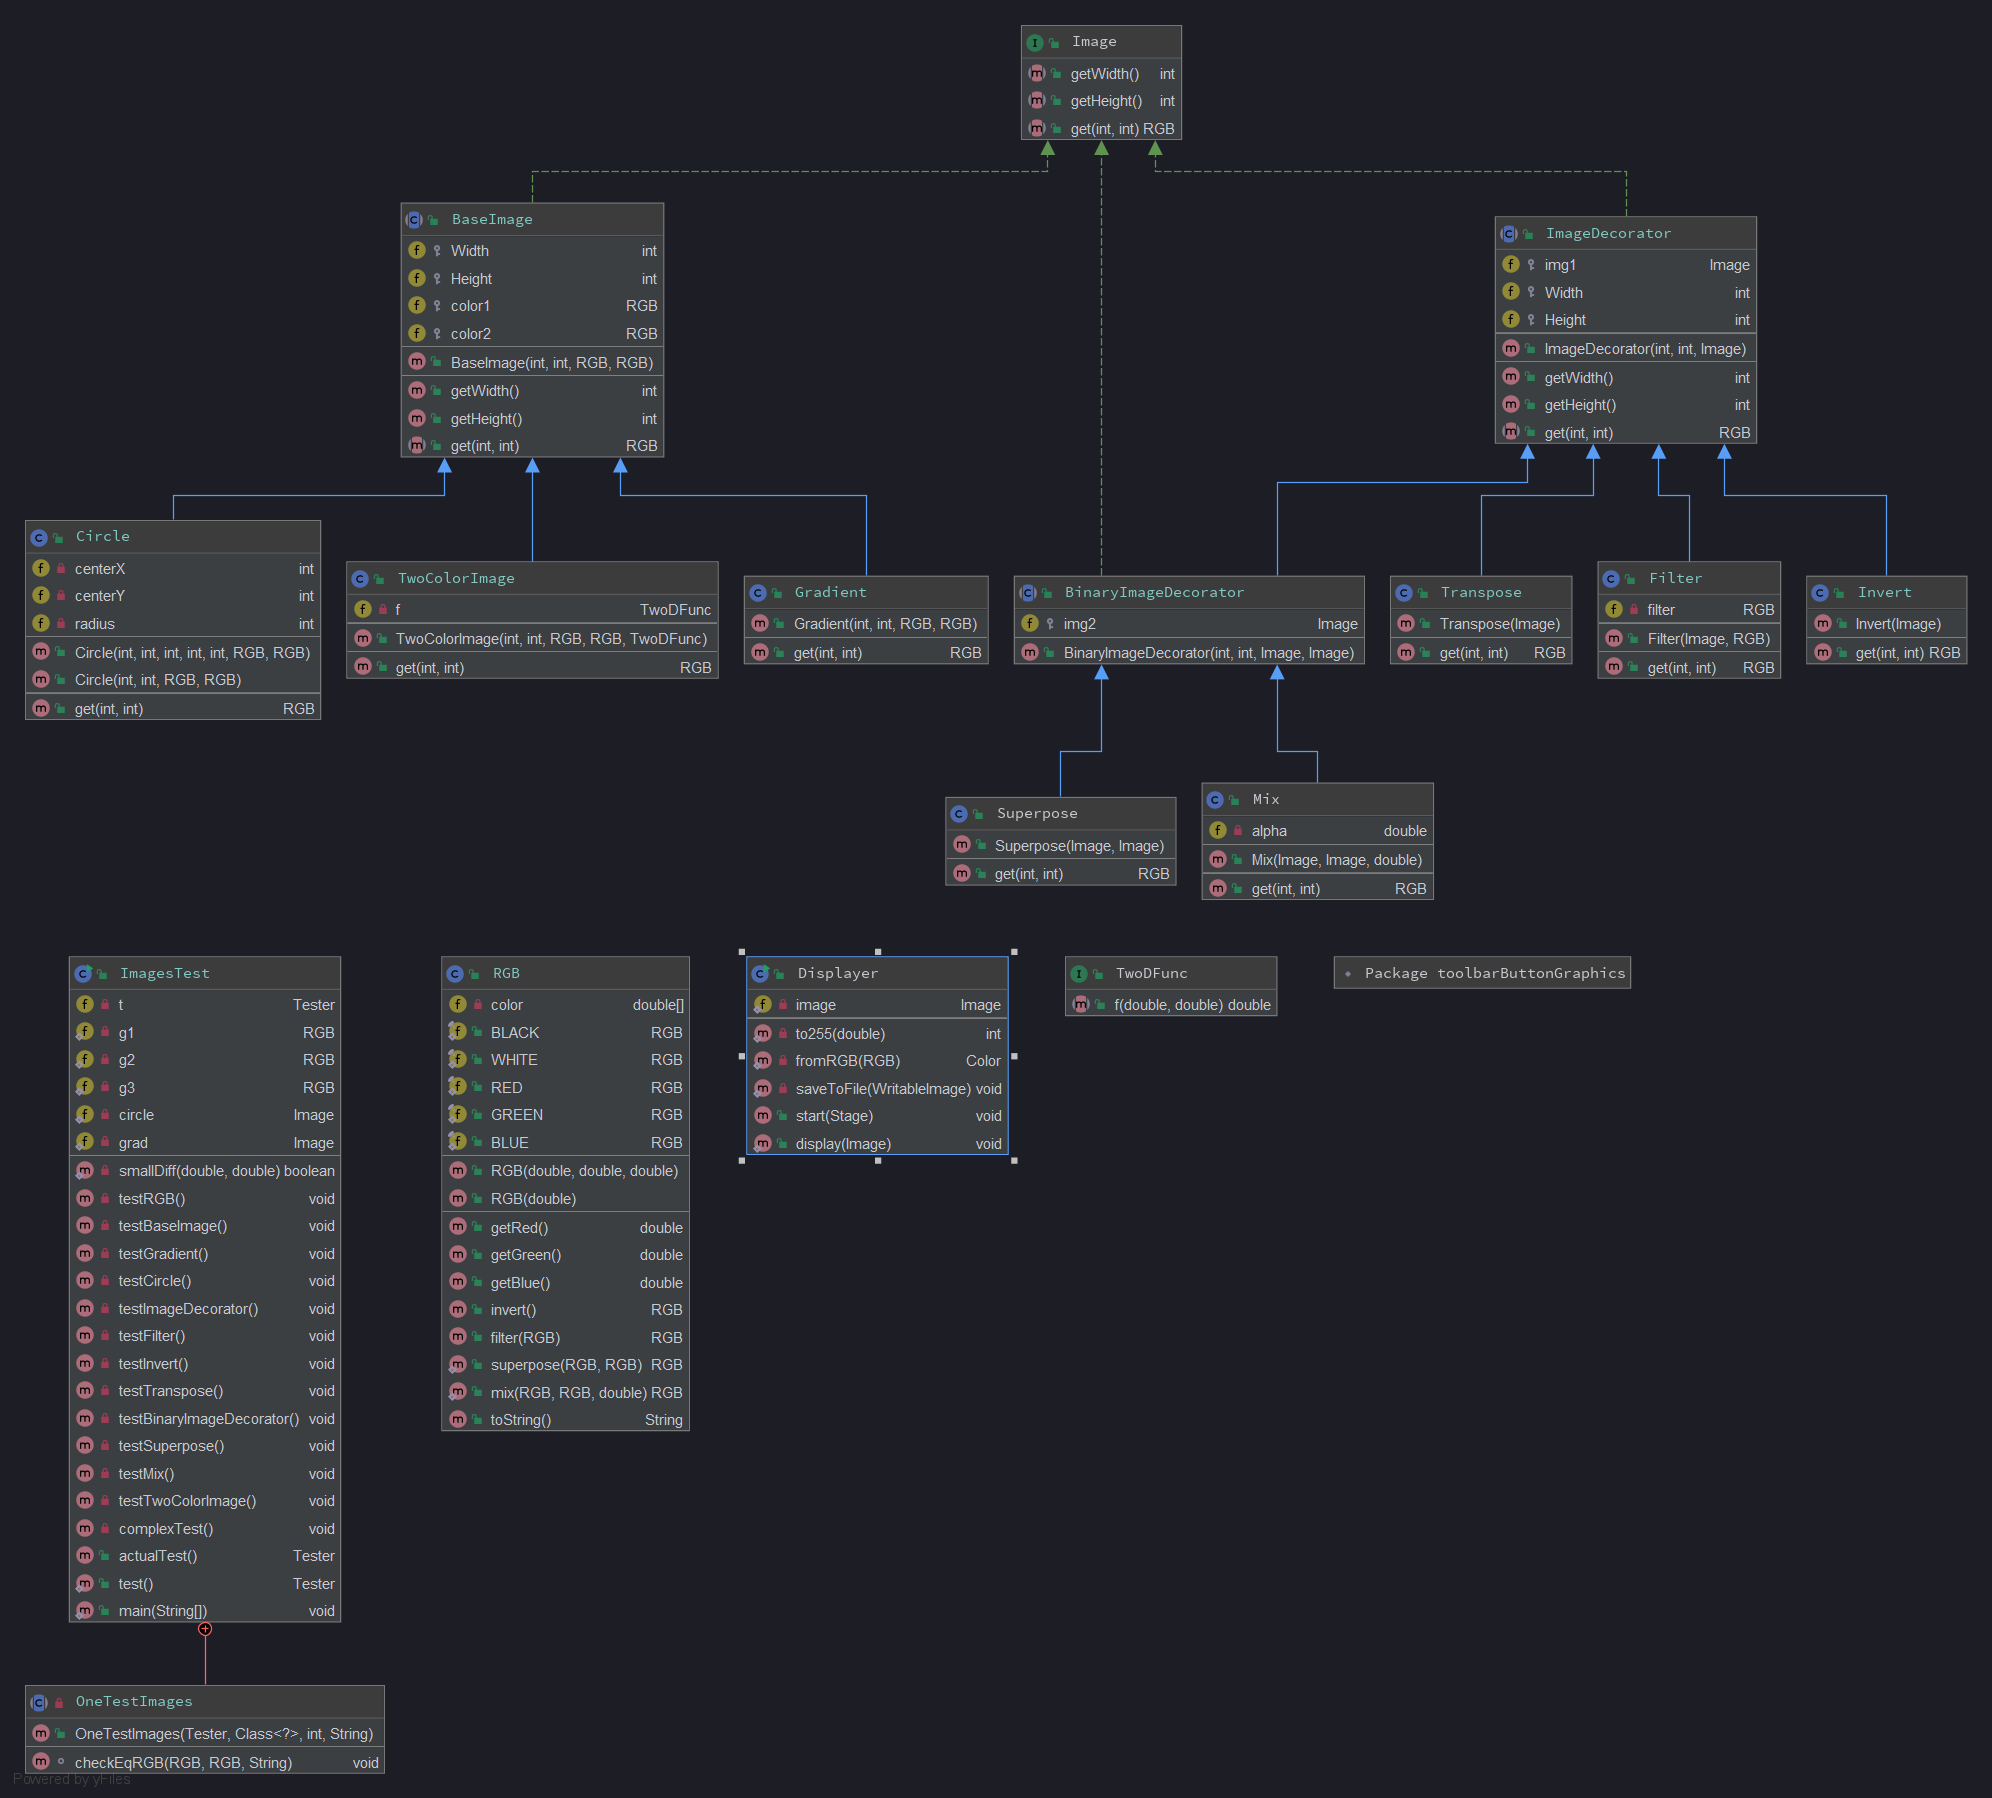 Image
getWidth() int
getHeight() int
get(int, int) RGB
BaseImage
Width int
Height int
color1 RGB
color2 RGB
BaseImage(int, int, RGB, RGB)
getWidth() int
getHeight() int
get(int, int) RGB
ImageDecorator
img1 Image
Width int
Height int
ImageDecorator(int, int, Image)
getWidth() int
getHeight() int
get(int, int) RGB
Circle
centerX int
centerY int
radius int
Circle(int, int, int, int, int, RGB, RGB)
Circle(int, int, RGB, RGB)
get(int, int) RGB
TwoColorImage
f TwoDFunc
TwoColorImage(int, int, RGB, RGB, TwoDFunc)
get(int, int) RGB
Gradient
Gradient(int, int, RGB, RGB)
get(int, int) RGB
BinaryImageDecorator
img2 Image
BinaryImageDecorator(int, int, Image, Image)
Transpose
Transpose(Image)
get(int, int) RGB
Filter
filter RGB
Filter(Image, RGB)
get(int, int) RGB
Invert
Invert(Image)
get(int, int) RGB
Superpose
Superpose(Image, Image)
get(int, int) RGB
Mix
alpha double
Mix(Image, Image, double)
get(int, int) RGB
ImagesTest
t Tester
g1 RGB
g2 RGB
g3 RGB
circle Image
grad Image
smallDiff(double, double) boolean
testRGB() void
testBaseImage() void
testGradient() void
testCircle() void
testImageDecorator() void
testFilter() void
testInvert() void
testTranspose() void
testBinaryImageDecorator() void
testSuperpose() void
testMix() void
testTwoColorImage() void
complexTest() void
actualTest() Tester
test() Tester
main(String[]) void
RGB
color double[]
BLACK RGB
WHITE RGB
RED RGB
GREEN RGB
BLUE RGB
RGB(double, double, double)
RGB(double)
getRed() double
getGreen() double
getBlue() double
invert() RGB
filter(RGB) RGB
superpose(RGB, RGB) RGB
mix(RGB, RGB, double) RGB
toString() String
Displayer
image Image
to255(double) int
fromRGB(RGB) Color
saveToFile(WritableImage) void
start(Stage) void
display(Image) void
TwoDFunc
f(double, double) double
Package toolbarButtonGraphics
OneTestImages
OneTestImages(Tester, Class<?>, int, String)
checkEqRGB(RGB, RGB, String) void
Powered by yFiles